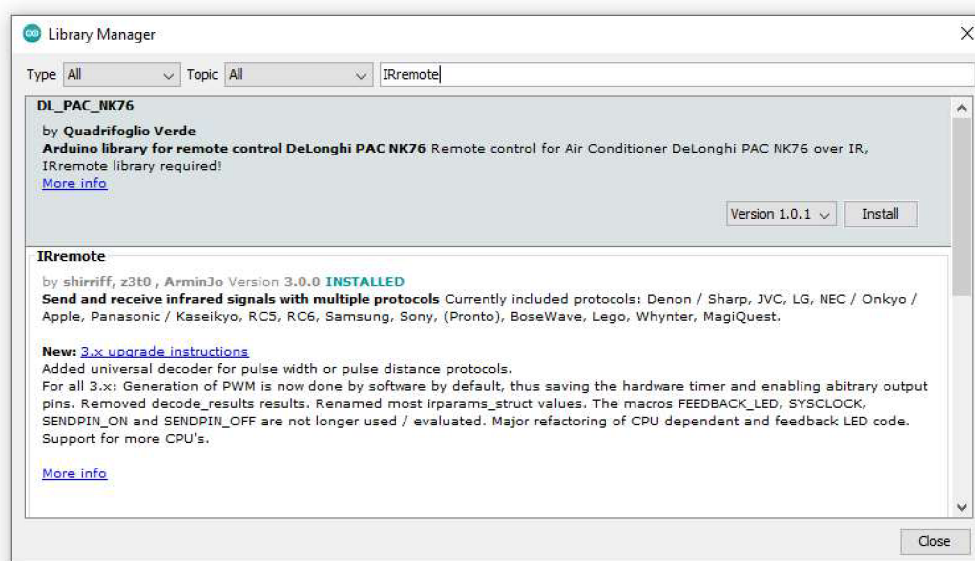 Library Manager
Type All Topic All IRremote
DL_PAC_NK76
by Quadrifoglio Verde
Arduino library for remote control DeLonghi PAC NK76 Remote control for Air Conditioner DeLonghi PAC NK76 over IR,
IRremote library required!
More info
Version 1.0.1 Install
IRremote
by shirriff, z3t0 , ArminJo Version 3.0.0 INSTALLED
Send and receive infrared signals with multiple protocols Currently included protocols: Denon / Sharp, JVC, LG, NEC / Onkyo /
Apple, Panasonic / Kaseikyo, RC5, RC6, Samsung, Sony, (Pronto), BoseWave, Lego, Whynter, MagiQuest.
New: 3.x upgrade instructions
Added universal decoder for pulse width or pulse distance protocols.
For all 3.x: Generation of PWM is now done by software by default, thus saving the hardware timer and enabling abitrary output
pins. Removed decode_results results. Renamed most irparams_struct values. The macros FEEDBACK_LED, SYSCLOCK,
SENDPIN_ON and SENDPIN_OFF are not longer used / evaluated. Major refactoring of CPU dependent and feedback LED code.
Support for more CPU's.
More info
Close